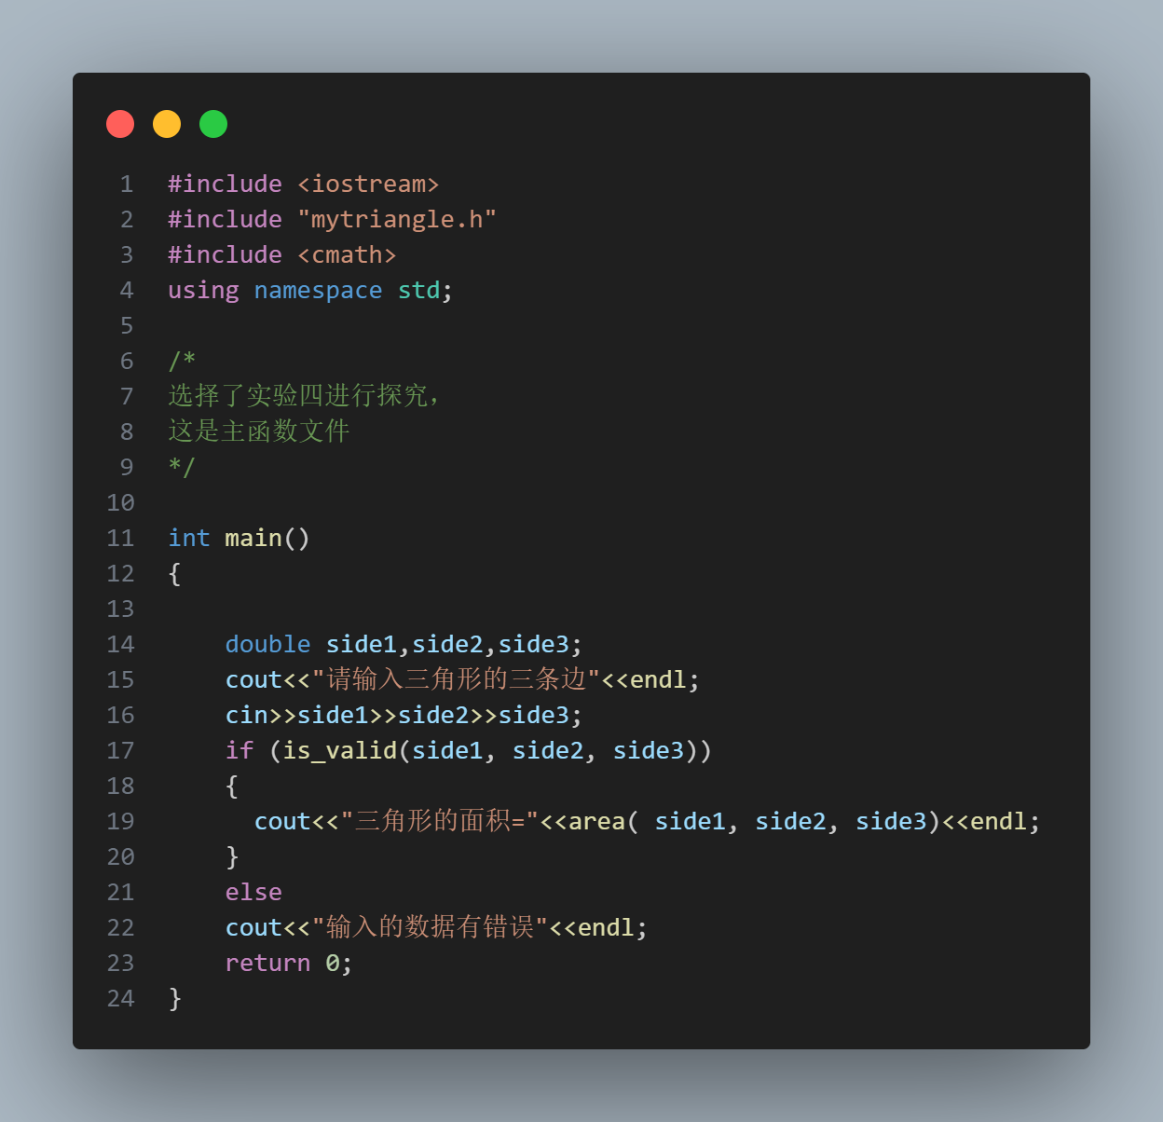 1 #include <iostream>
2 #include "mytriangle.h"
3 #include <cmath>
4 using namespace std;
5
6 /*
7 选择了实验四进行探究，
8 这是主函数文件
9 */
10
11 int main()
12 {
13
14     double side1,side2,side3;
15     cout<<"请输入三角形的三条边"<<endl;
16     cin>>side1>>side2>>side3;
17     if (is_valid(side1, side2, side3))
18     {
19       cout<<"三角形的面积="<<area( side1, side2, side3)<<endl;
20     }
21     else
22     cout<<"输入的数据有错误"<<endl;
23     return 0;
24 }